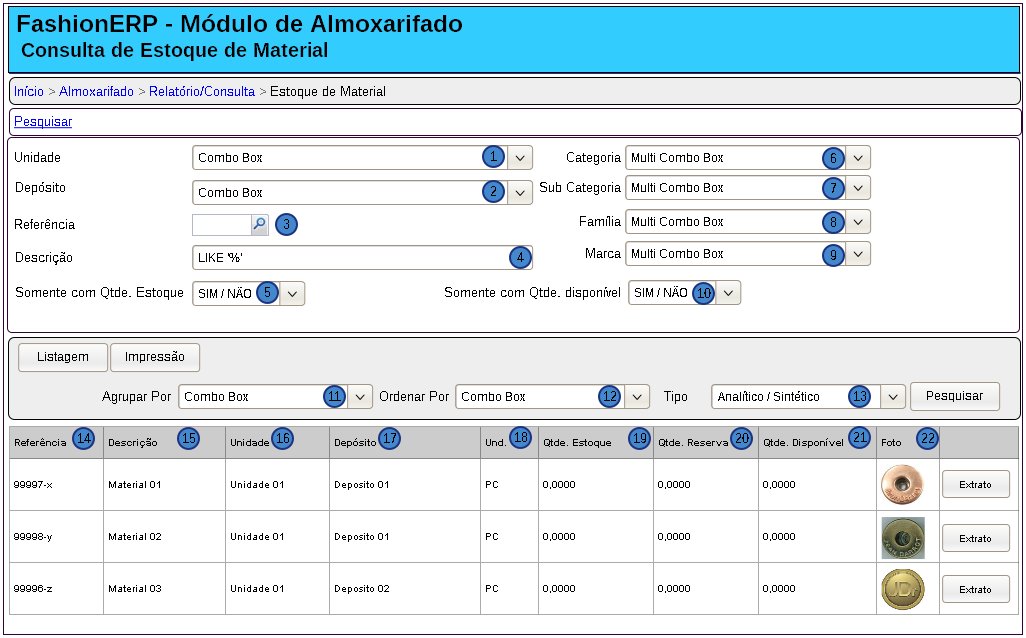 FashionERP - Módulo de Almoxarifado
Consulta de Estoque de Material
Início > Almoxarifado > Relatório/Consulta > Estoque de Material
Pesquisar
Unidade Combo Box 1 Categoria Multi Combo Box 6
Depósito Combo Box 2 Sub Categoria Multi Combo Box 7
Referência 3 Família Multi Combo Box 8
Descrição LIKE '%' 4 Marca Multi Combo Box 9
Somente com Qtde. Estoque SIM / NÃO 5 Somente com Qtde. disponível SIM / NÃO 10
Listagem Impressão
Agrupar Por Combo Box 11 Ordenar Por Combo Box 12 Tipo Analítico / Sintético 13 Pesquisar
Referência 14 Descrição 15 Unidade 16 Depósito 17 Und. 18 Qtde. Estoque 19 Qtde. Reserva 20 Qtde. Disponível 21 Foto 22
99997-x Material 01 Unidade 01 Deposito 01 PC 0,0000 0,0000 0,0000 Extrato
99998-y Material 02 Unidade 01 Deposito 01 PC 0,0000 0,0000 0,0000 Extrato
99996-z Material 03 Unidade 01 Deposito 02 PC 0,0000 0,0000 0,0000 JDI Extrato